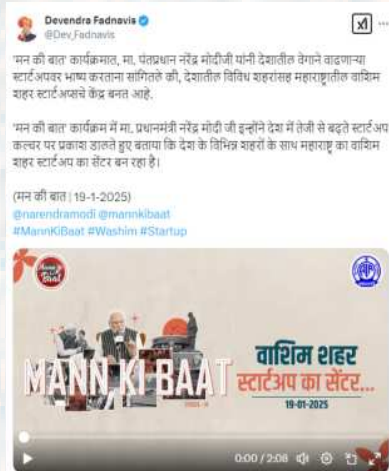 Devendra Fadnavis
@Dev_Fadnavis
'मन की बात' कार्यक्रमात, मा. पंतप्रधान नरेंद्र मोदीजी यांनी देशातील वेगाने वाढणाऱ्या
स्टार्टअपवर भाष्य करताना सांगितले की, देशातील विविध शहरांसह महाराष्ट्रातील वाशिम
शहर स्टार्टअपसचे केंद्र बनत आहे.
'मन की बात' कार्यक्रम में मा. प्रधानमंत्री नरेंद्र मोदी जी इन्होंने देश में तेजी से बढ़ते स्टार्टअप
कल्चर पर प्रकाश डालते हुए बताया कि देश के विभिन्न शहरों के साथ महाराष्ट्र का वाशिम
शहर स्टार्टअप का सेंटर बन रहा है।
(मन की बात | 19-1-2025)
@narendramodi @mannkibaat
#MannKiBaat #Washim #Startup
MANN KI BAAT
वाशिम शहर
स्टार्टअप का सेंटर...
19-01-2025
0:00 / 2:08